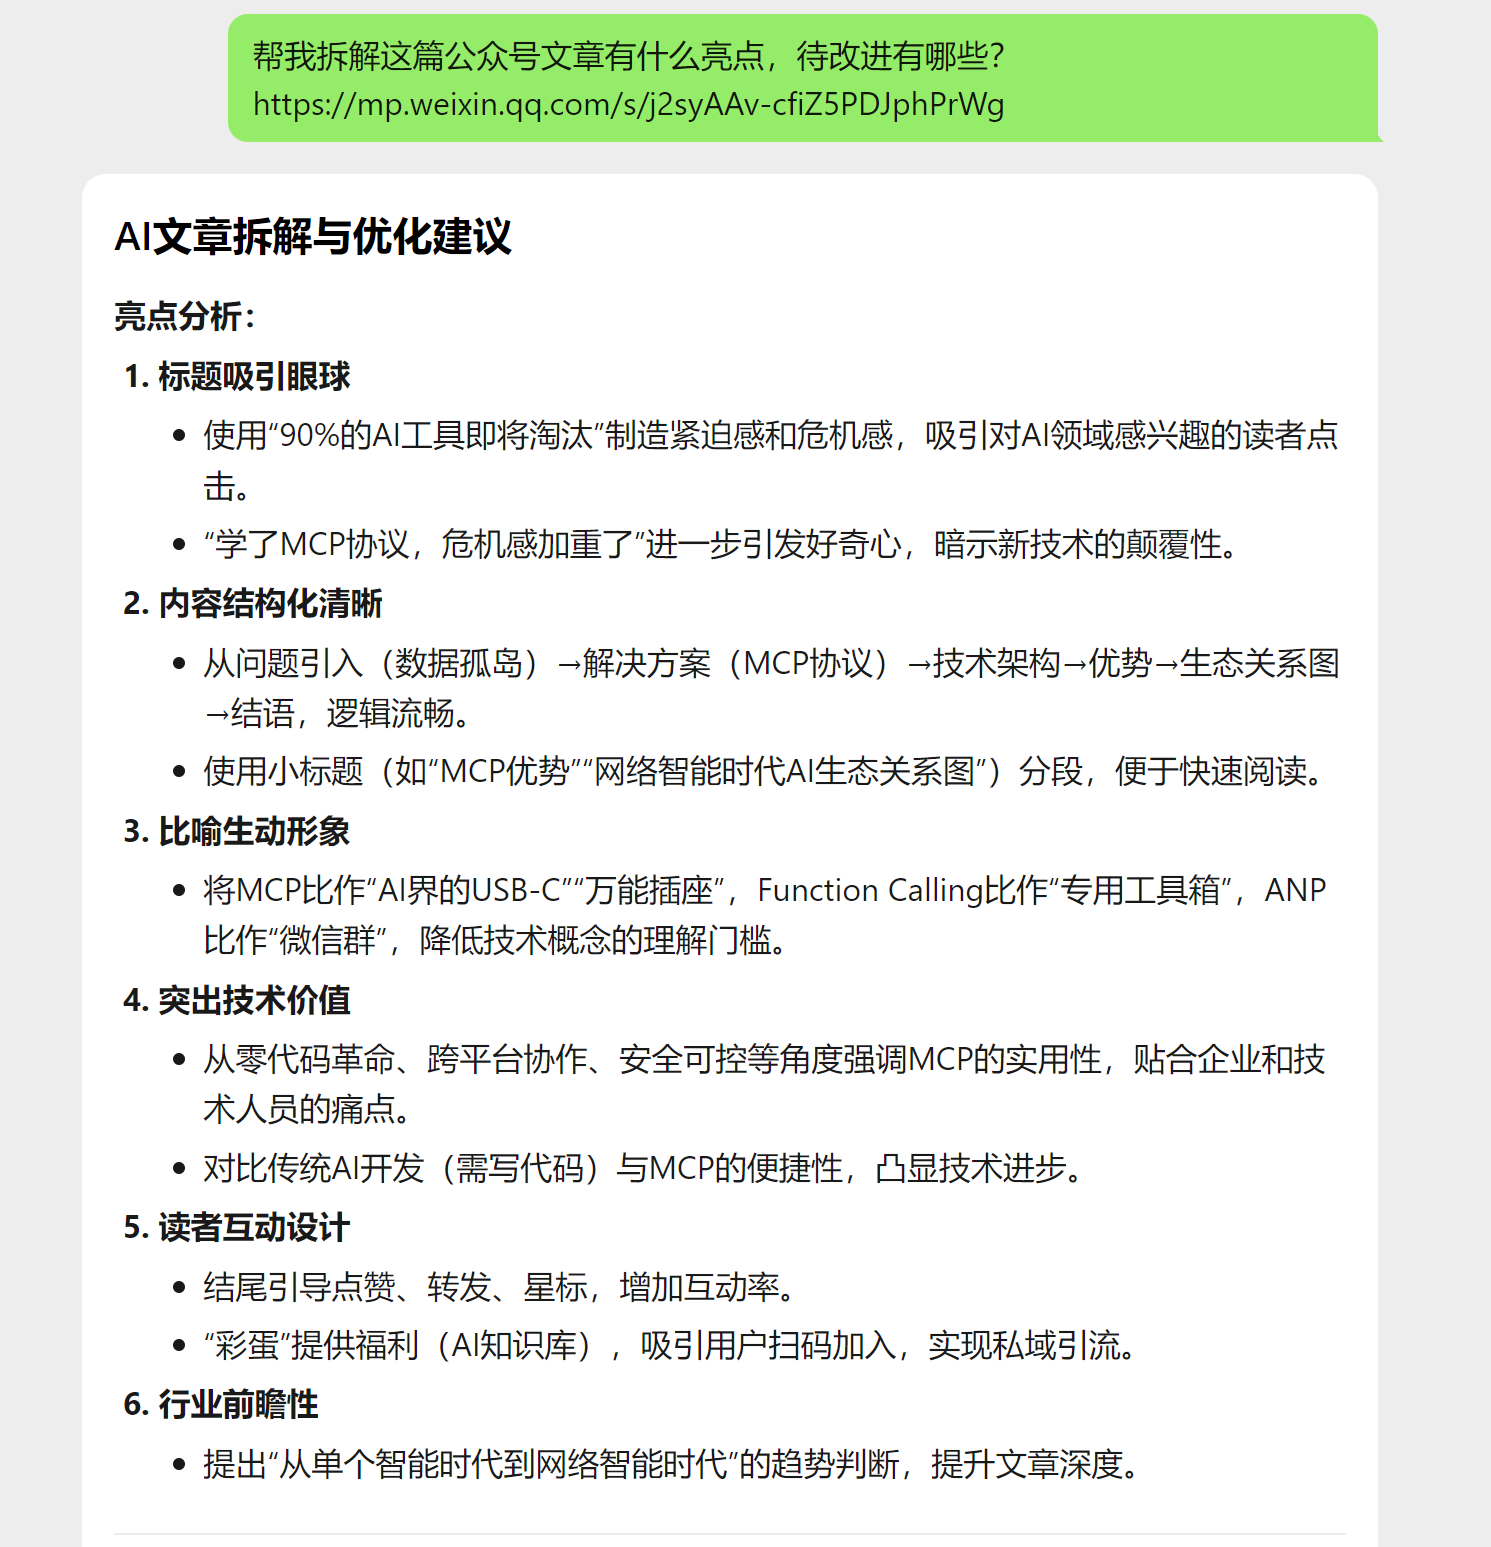 帮我拆解这篇公众号文章有什么亮点，待改进有哪些？
https://mp.weixin.qq.com/s/j2syAAv-cfiZ5PDJphPrWg
AI文章拆解与优化建议
亮点分析：
1. 标题吸引眼球
• 使用“90%的AI工具即将淘汰”制造紧迫感和危机感，吸引对AI领域感兴趣的读者点
击。
• “学了MCP协议，危机感加重了”进一步引发好奇心，暗示新技术的颠覆性。
2. 内容结构化清晰
• 从问题引入（数据孤岛）→解决方案（MCP协议）→技术架构→优势→生态关系图
→结语，逻辑流畅。
• 使用小标题（如“MCP优势”“网络智能时代AI生态关系图”）分段，便于快速阅读。
3. 比喻生动形象
• 将MCP比作“AI界的USB-C”“万能插座”，Function Calling比作“专用工具箱”，ANP
比作“微信群”，降低技术概念的理解门槛。
4. 突出技术价值
• 从零代码革命、跨平台协作、安全可控等角度强调MCP的实用性，贴合企业和技
术人员的痛点。
• 对比传统AI开发（需写代码）与MCP的便捷性，凸显技术进步。
5. 读者互动设计
• 结尾引导点赞、转发、星标，增加互动率。
• “彩蛋”提供福利（AI知识库），吸引用户扫码加入，实现私域引流。
6. 行业前瞻性
• 提出“从单个智能时代到网络智能时代”的趋势判断，提升文章深度。